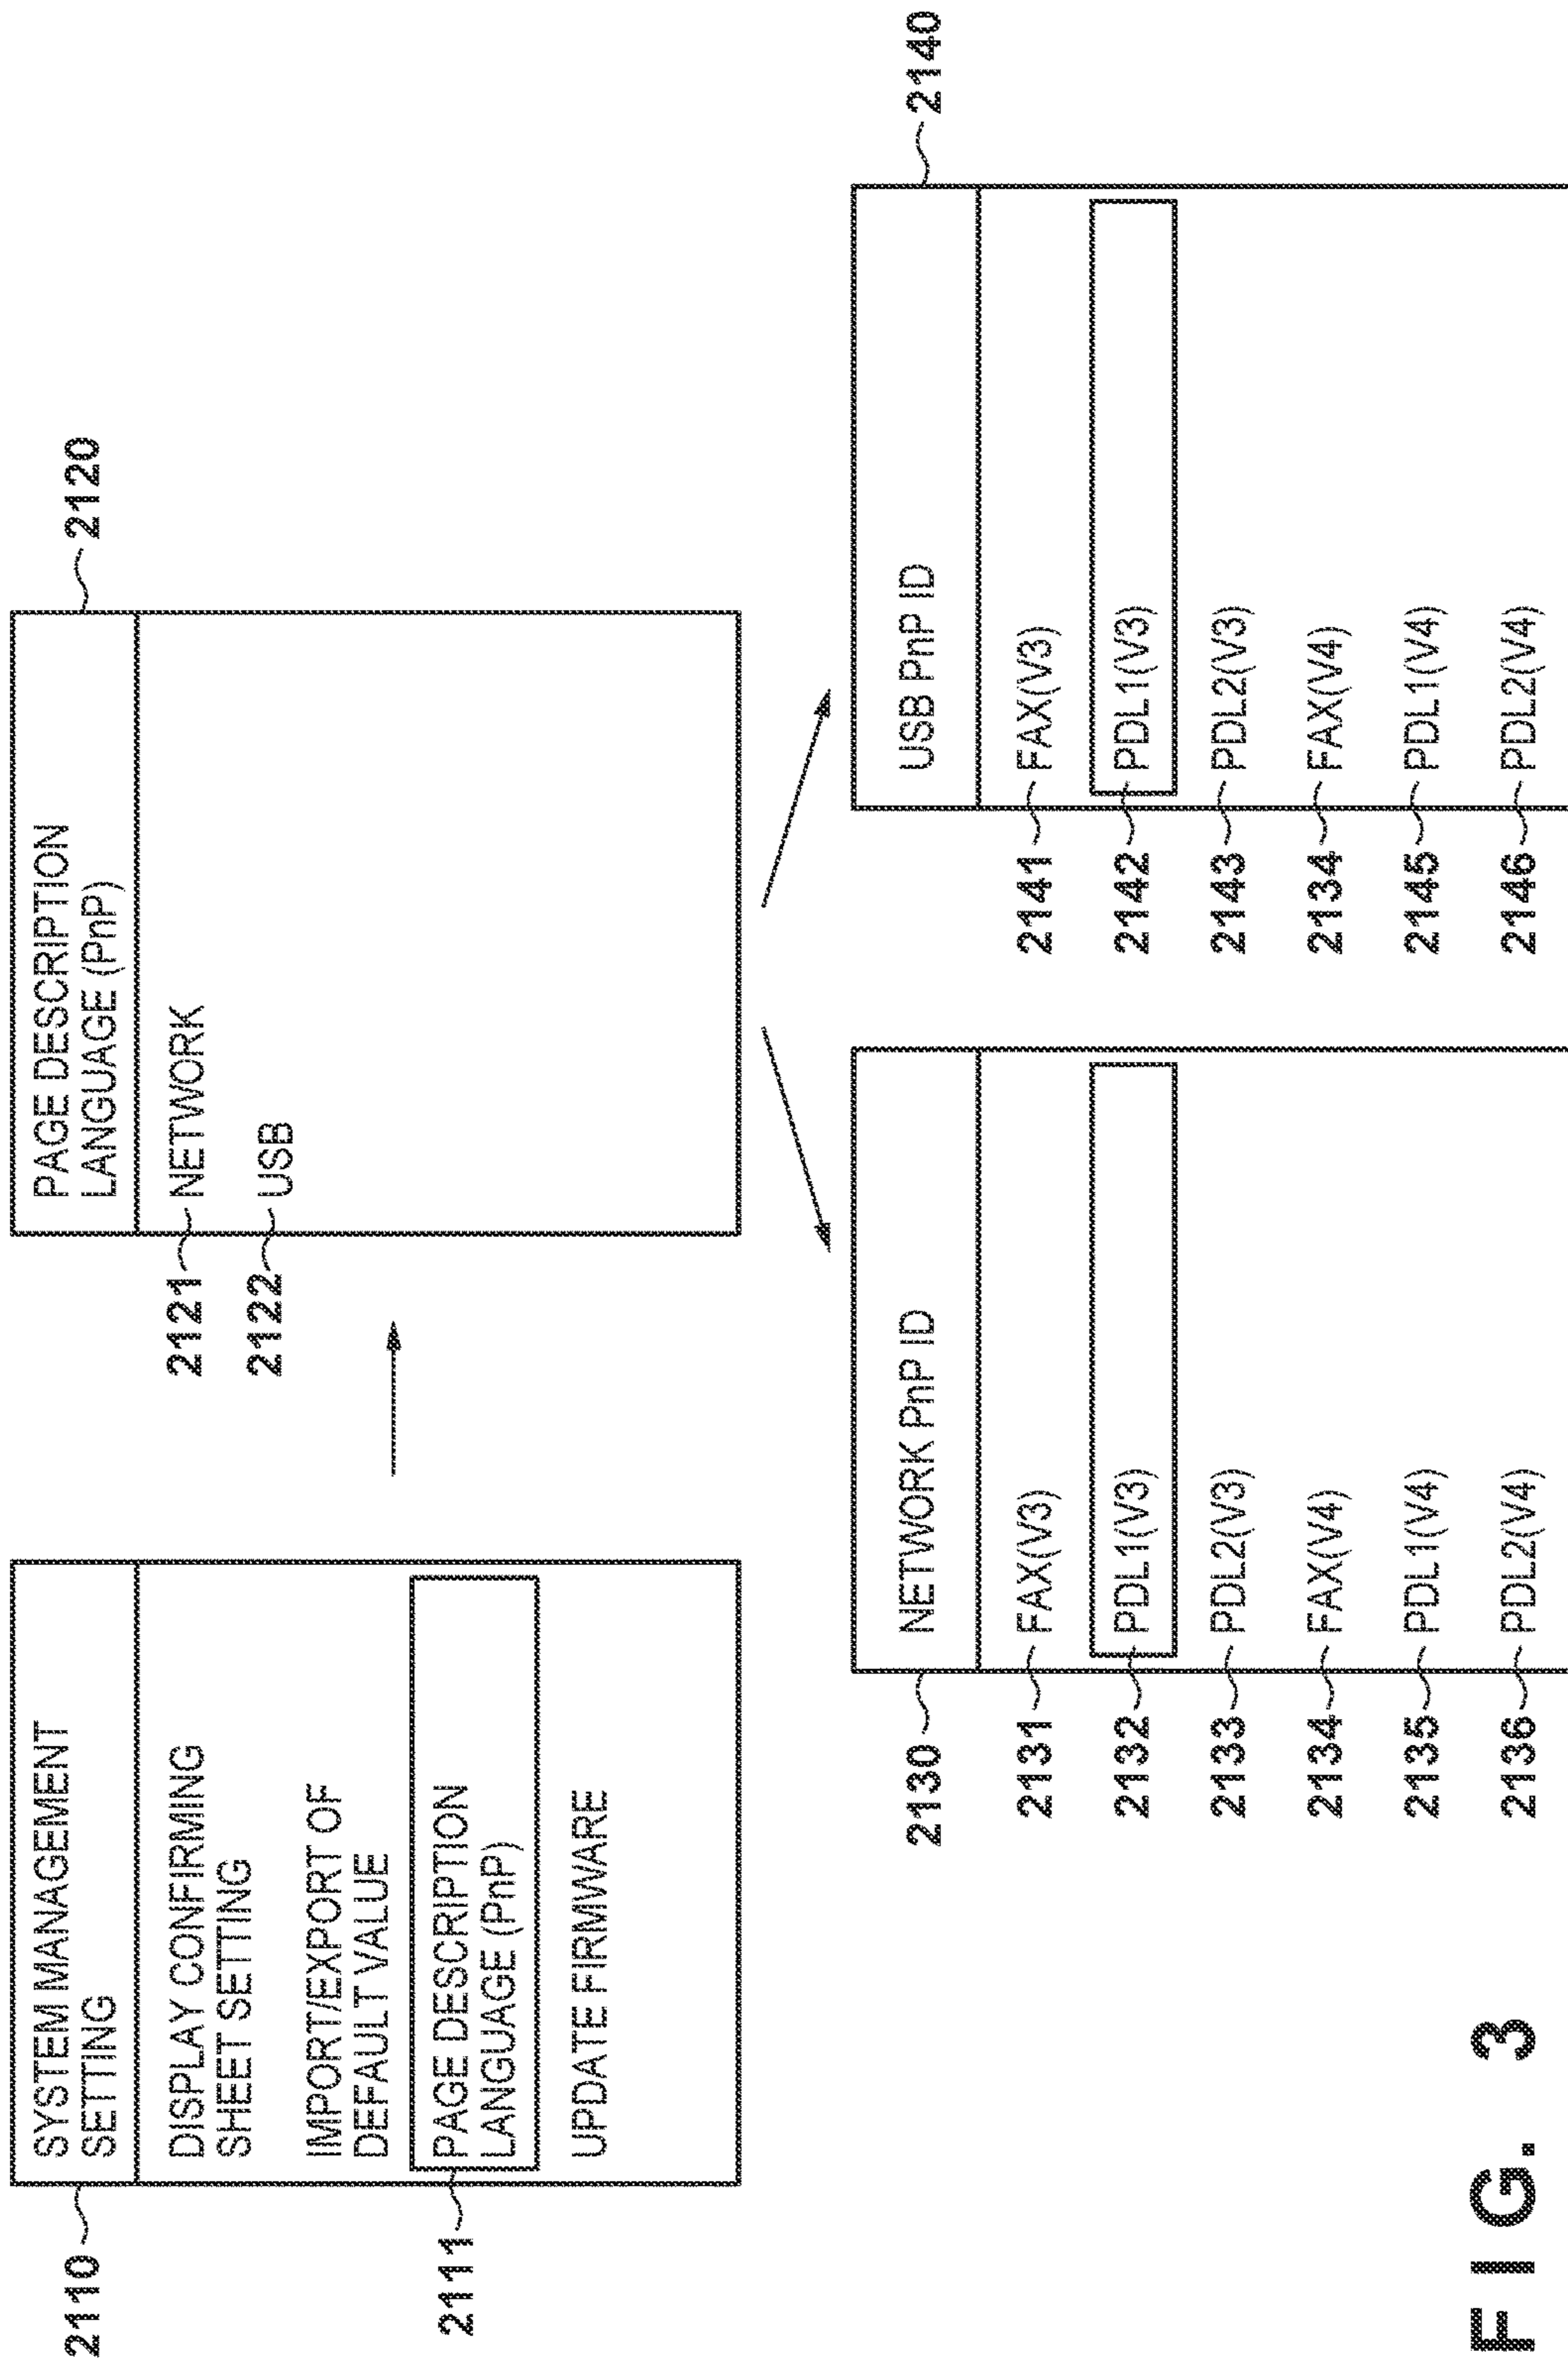 FIG. 3
2110
SYSTEM MANAGEMENT
SETTING
DISPLAY CONFIRMING
SHEET SETTING
IMPORT/EXPORT OF
DEFAULT VALUE
2111
PAGE DESCRIPTION
LANGUAGE (PnP)
UPDATE FIRMWARE
2120
PAGE DESCRIPTION
LANGUAGE (PnP)
2121 NETWORK
2122 USB
2130
NETWORK PnP ID
2131 FAX(V3)
2132 PDL1(V3)
2133 PDL2(V3)
2134 FAX(V4)
2135 PDL1(V4)
2136 PDL2(V4)
2140
USB PnP ID
2141 FAX(V3)
2142 PDL1(V3)
2143 PDL2(V3)
2134 FAX(V4)
2145 PDL1(V4)
2146 PDL2(V4)